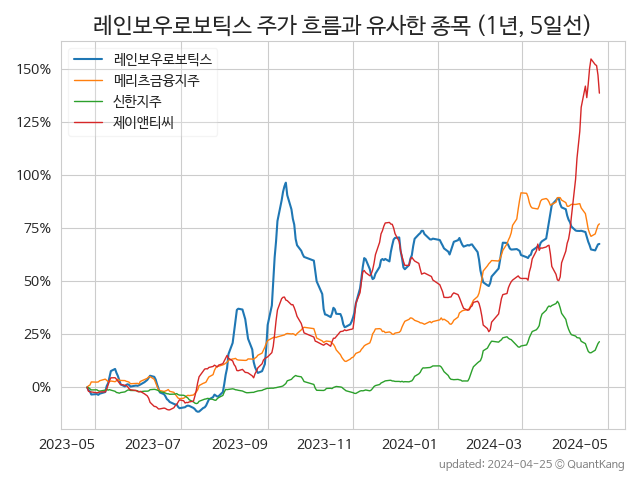 레인보우로보틱스 주가 흐름과 유사한 종목 (1년, 5일선)
레인보우로보틱스
메리츠금융지주
신한지주
제이앤티씨
150%
125%
100%
75%
50%
25%
0%
2023-05 2023-07 2023-09 2023-11 2024-01 2024-03 2024-05
updated: 2024-04-25 © QuantKang